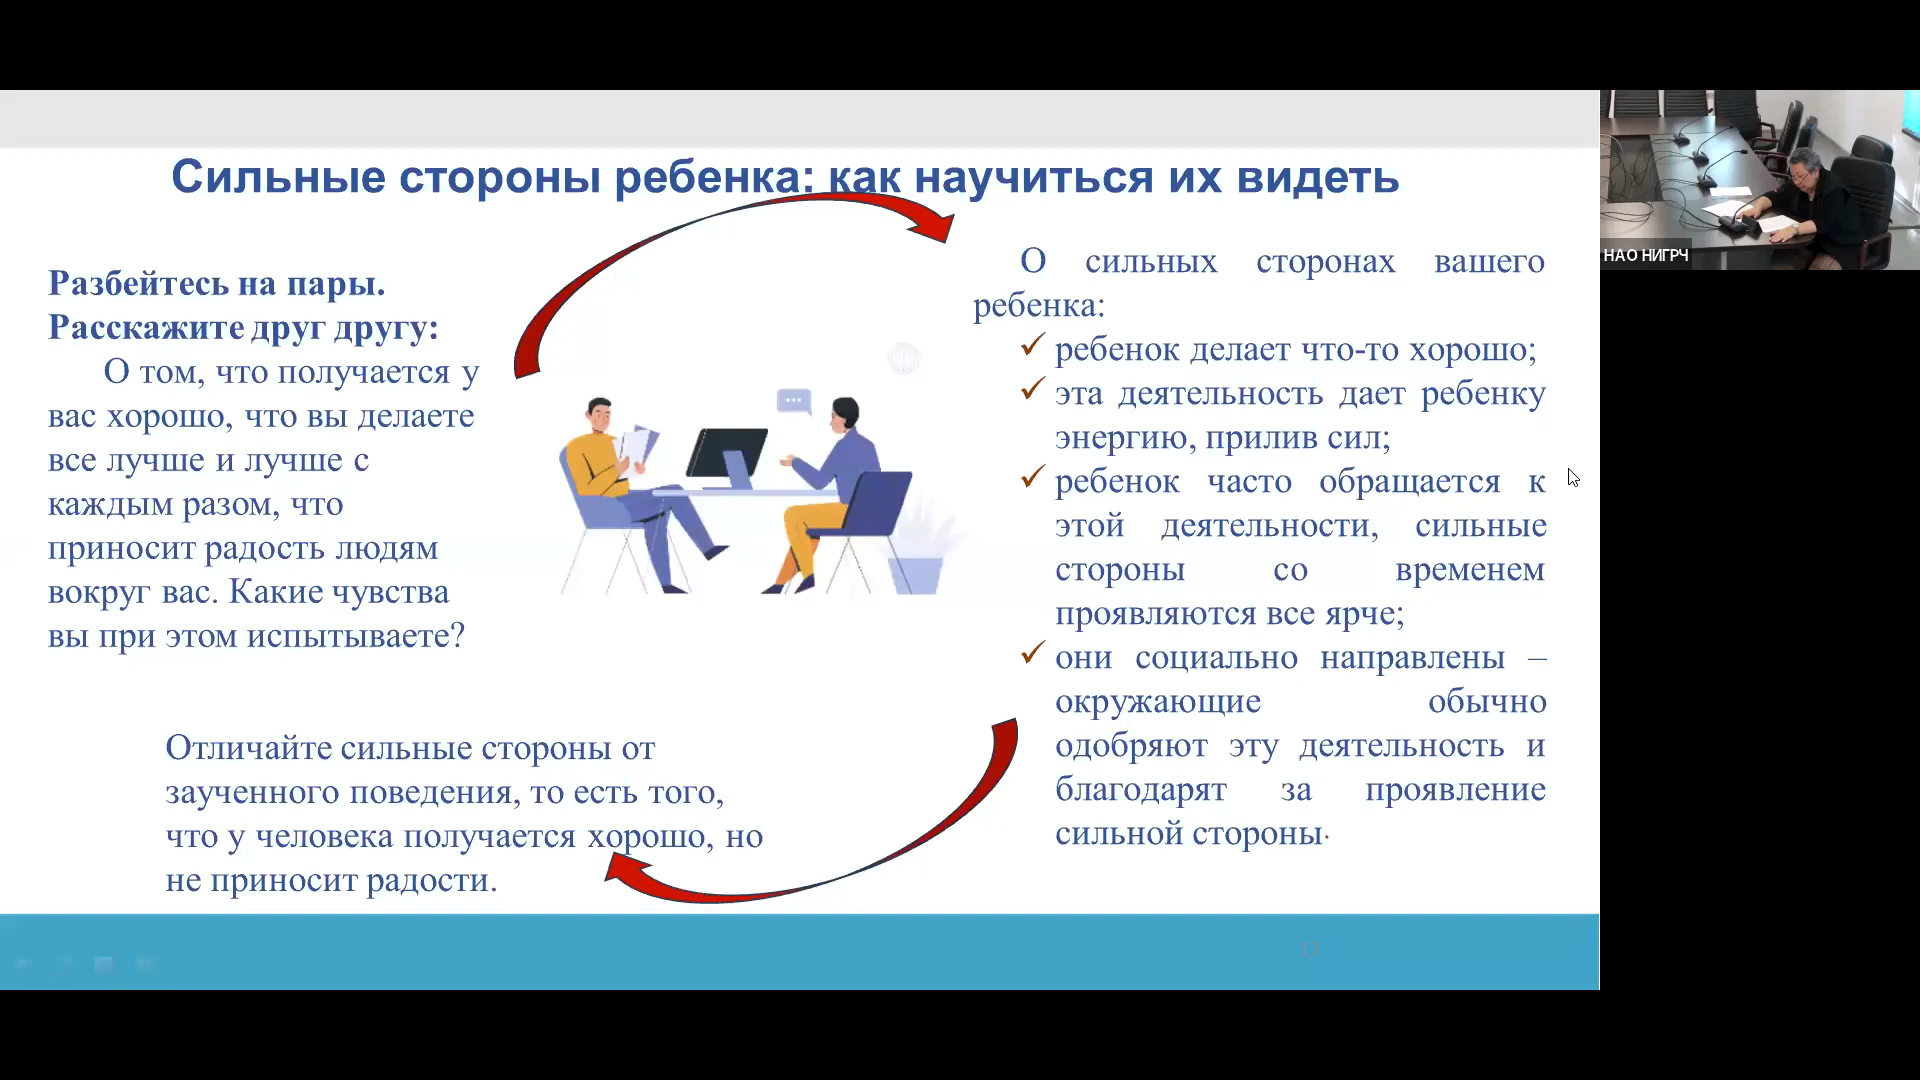 Сильные стороны ребенка: как научиться их видеть
Разбейтесь на пары.
Расскажите друг другу:
О том, что получается у
вас хорошо, что вы делаете
все лучше и лучше с
каждым разом, что
приносит радость людям
вокруг вас. Какие чувства
вы при этом испытываете?
О сильных сторонах вашего
ребенка:
ребенок делает что-то хорошо;
эта деятельность дает ребенку
энергию, прилив сил;
ребенок часто обращается к
этой деятельности, сильные
стороны со временем
проявляются все ярче;
они социально направлены –
окружающие обычно
одобряют эту деятельность и
благодарят за проявление
сильной стороны.
Отличайте сильные стороны от
заученного поведения, то есть того,
что у человека получается хорошо, но
не приносит радости.
НАО НИГРЧ